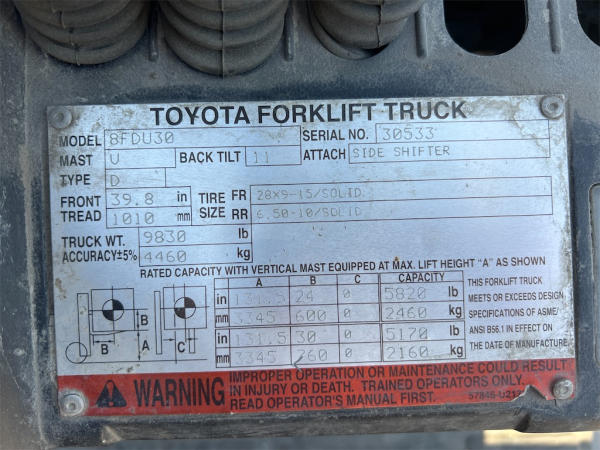 TOYOTA FORKLIFT TRUCK
MODEL 8FDU30 SERIAL NO. 30533
MAST V BACK TILT 11 ATTACH SIDE SHIFTER
TYPE D
FRONT TREAD 39.8 in 1010 mm
TIRE SIZE FR 28x9-15/SOLID
RR 6.50-10/SOLID
TRUCK WT. 9830 lb
ACCURACY±5% 4460 kg
RATED CAPACITY WITH VERTICAL MAST EQUIPPED AT MAX. LIFT HEIGHT "A" AS SHOWN
A B C CAPACITY
in 131.5 24 0 5820 lb
mm 3345 600 0 2460 kg
in 131.5 30 0 5170 lb
mm 3345 760 0 2160 kg
B
B A C
THIS FORKLIFT TRUCK
MEETS OR EXCEEDS DESIGN
SPECIFICATIONS OF ASME/
ANSI B56.1 IN EFFECT ON
THE DATE OF MANUFACTURE
WARNING
IMPROPER OPERATION OR MAINTENANCE COULD RESULT
IN INJURY OR DEATH. TRAINED OPERATORS ONLY.
READ OPERATOR'S MANUAL FIRST.